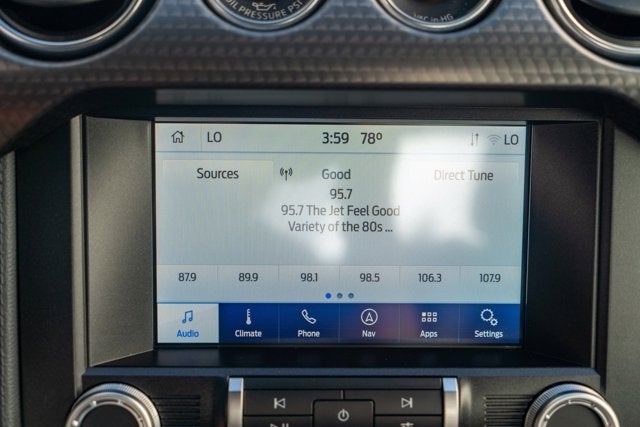 OIL PRESSURE PSI
vac in-HG
LO 3:59 78° LO
Sources Good Direct Tune
95.7
95.7 The Jet Feel Good
Variety of the 80s ...
87.9 89.9 98.1 98.5 106.3 107.9
Audio Climate Phone Nav Apps Settings